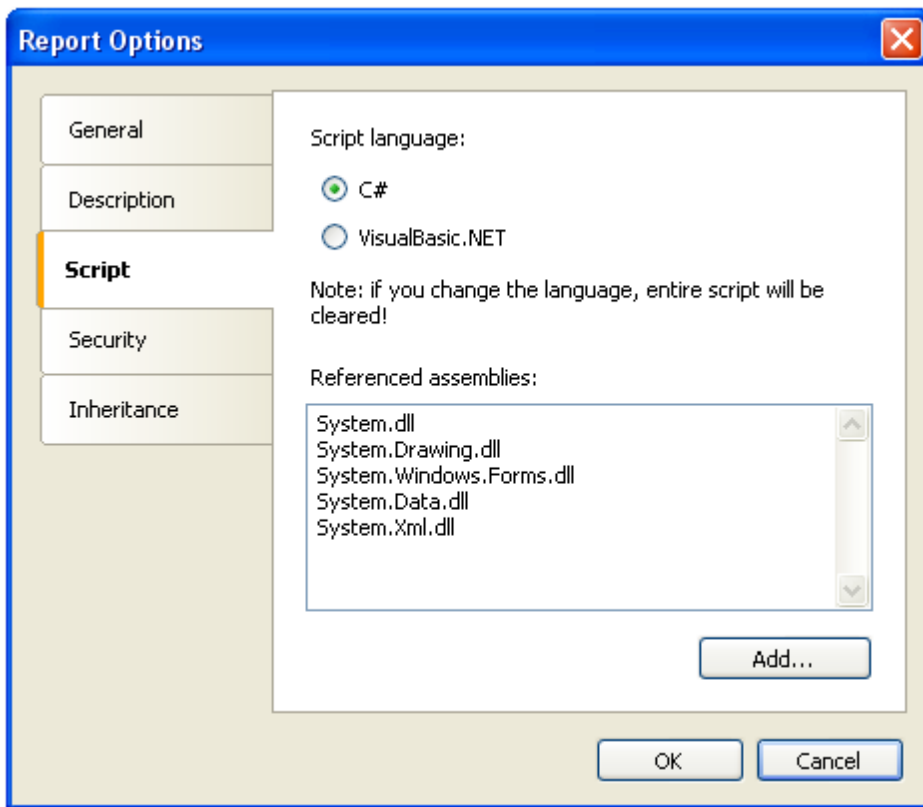 Report Options
General
Description
Script
Security
Inheritance
Script language:
C#
VisualBasic.NET
Note: if you change the language, entire script will be
cleared!
Referenced assemblies:
System.dll
System.Drawing.dll
System.Windows.Forms.dll
System.Data.dll
System.Xml.dll
Add...
OK
Cancel